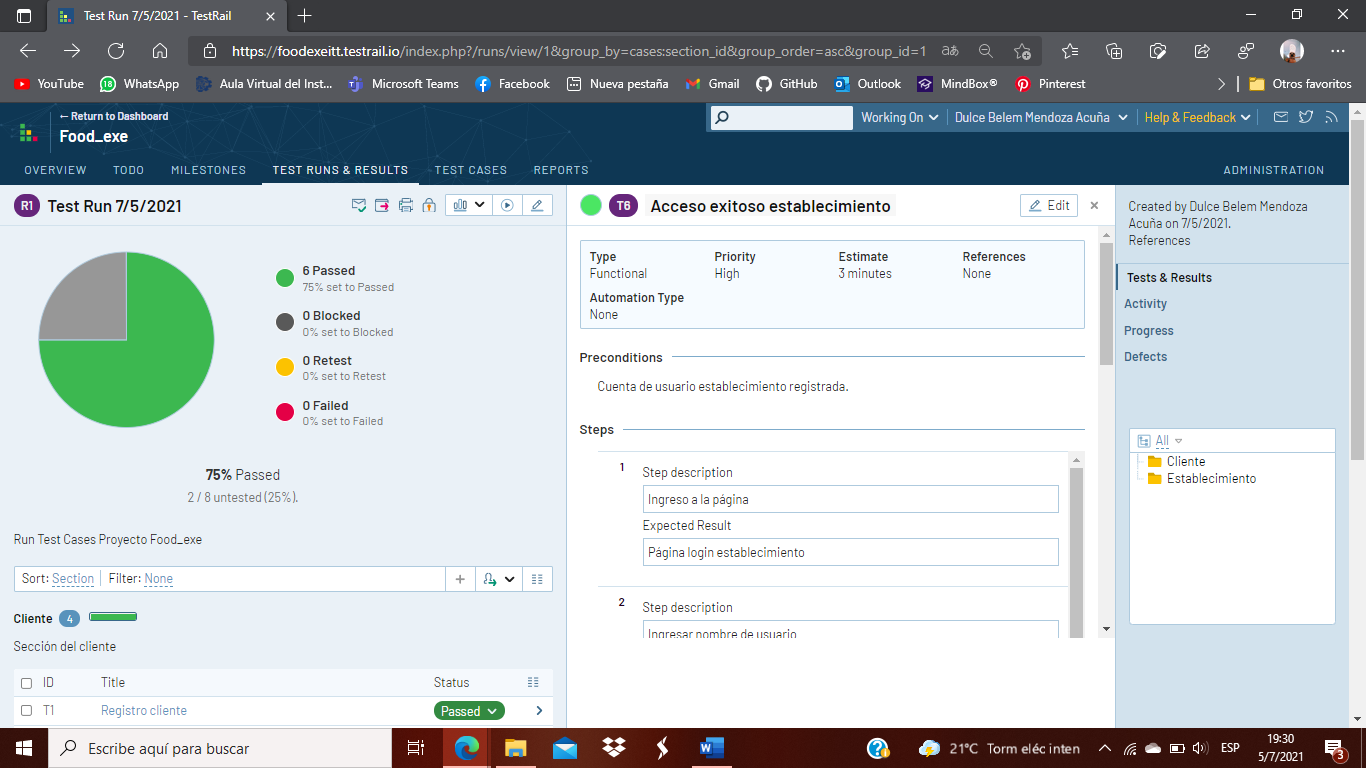 Test Run 7/5/2021 - TestRail
https://foodexeitt.testrail.io/index.php?/runs/view/1&group_by=cases:section_id&group_order=asc&group_id=1
YouTube
18
WhatsApp
Aula Virtual del Inst...
Microsoft Teams
Facebook
Nueva pestaña
Gmail
GitHub
Outlook
MindBox®
Pinterest
Otros favoritos
← Return to Dashboard
Food_exe
Working On
Dulce Belem Mendoza Acuña
Help & Feedback
OVERVIEW
TODO
MILESTONES
TEST RUNS & RESULTS
TEST CASES
REPORTS
ADMINISTRATION
R1
Test Run 7/5/2021
6 Passed
75% set to Passed
0 Blocked
0% set to Blocked
0 Retest
0% set to Retest
0 Failed
0% set to Failed
75% Passed
2 / 8 untested (25%).
Run Test Cases Proyecto Food_exe
Sort: Section
Filter: None
Cliente 4
Sección del cliente
ID
Title
Status
T1
Registro cliente
Passed
T6
Acceso exitoso establecimiento
Edit
Type
Functional
Priority
High
Estimate
3 minutes
References
None
Automation Type
None
Preconditions
Cuenta de usuario establecimiento registrada.
Steps
1
Step description
Ingreso a la página
Expected Result
Página login establecimiento
2
Step description
Ingresar nombre de usuario
Created by Dulce Belem Mendoza
Acuña on 7/5/2021.
References
Tests & Results
Activity
Progress
Defects
All
Cliente
Establecimiento
Escribe aquí para buscar
21°C Torm eléc inten
ESP
19:30
5/7/2021
3